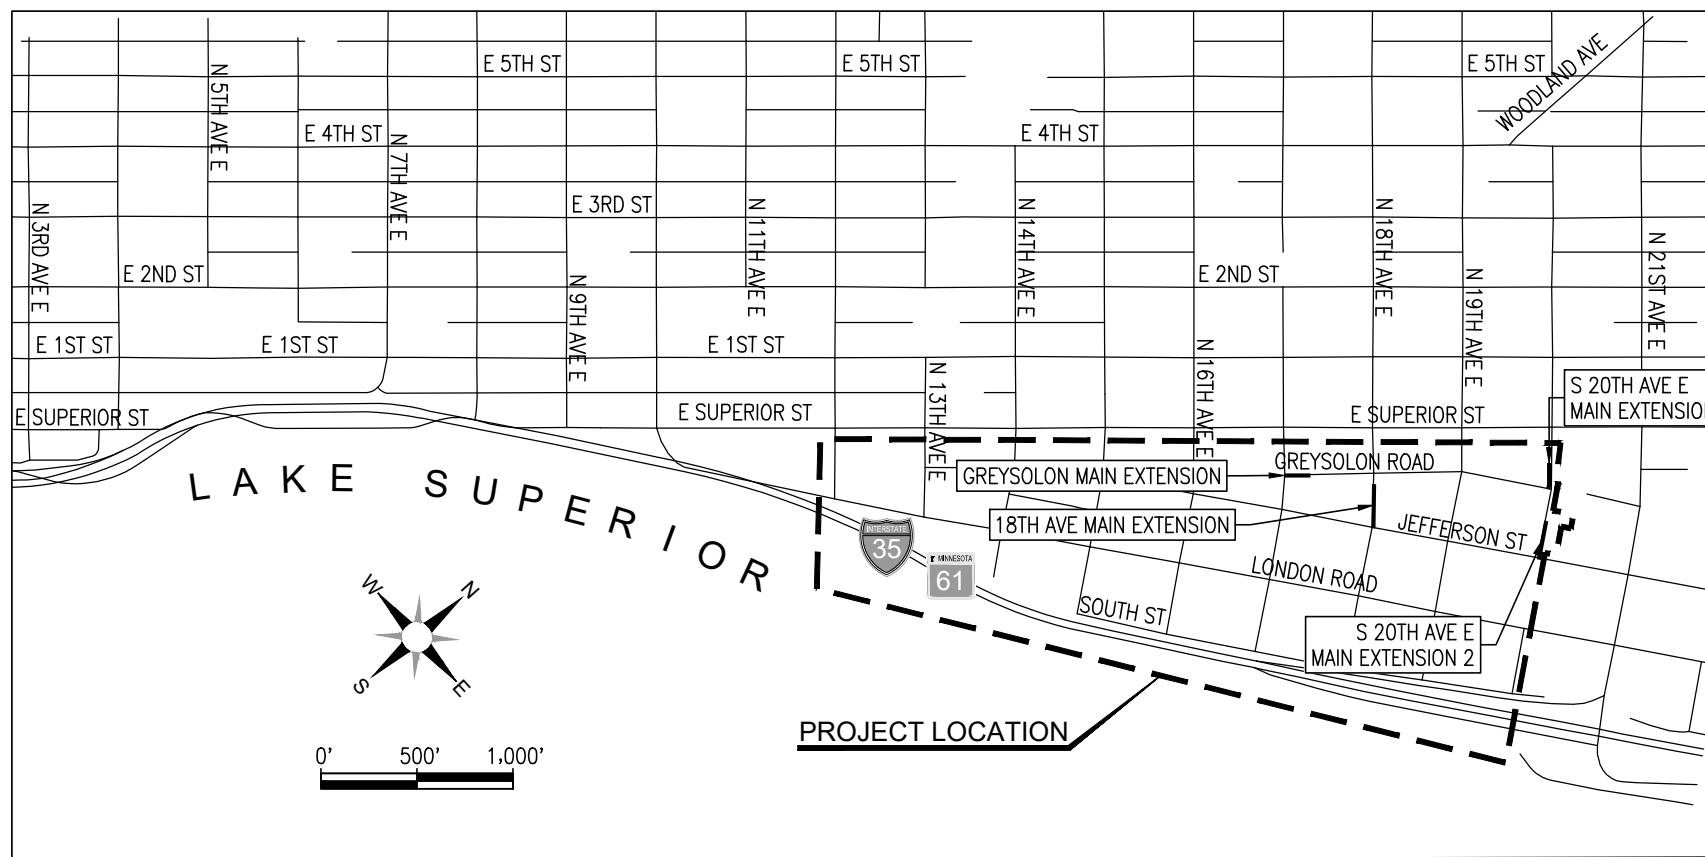 E 5TH ST
E 5TH ST
E 5TH ST
WOODLAND AVE
N 5TH AVE E
E 4TH ST
N 7TH AVE E
E 4TH ST
N 3RD AVE E
E 3RD ST
N 11TH AVE E
N 14TH AVE E
N 18TH AVE E
N 21ST AVE E
E 2ND ST
N 9TH AVE E
E 2ND ST
N 19TH AVE E
E 1ST ST
E 1ST ST
E 1ST ST
N 16TH AVE E
N 13TH AVE E
S 20TH AVE E
MAIN EXTENSIO
E SUPERIOR ST
E SUPERIOR ST
E SUPERIOR ST
GREYSOLON ROAD
GREYSOLON MAIN EXTENSION
LAKE SUPERIOR
18TH AVE MAIN EXTENSION
JEFFERSON ST
INTERSTATE
35
MINNESOTA
61
LONDON ROAD
SOUTH ST
S 20TH AVE E
MAIN EXTENSION 2
W
N
S
E
PROJECT LOCATION
0' 500' 1,000'